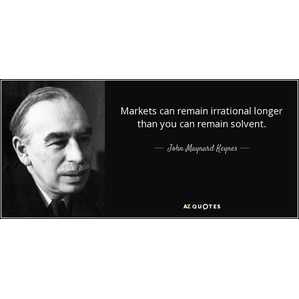 Markets can remain irrational longer
than you can remain solvent.
John Maynard Keynes
AZ QUOTES